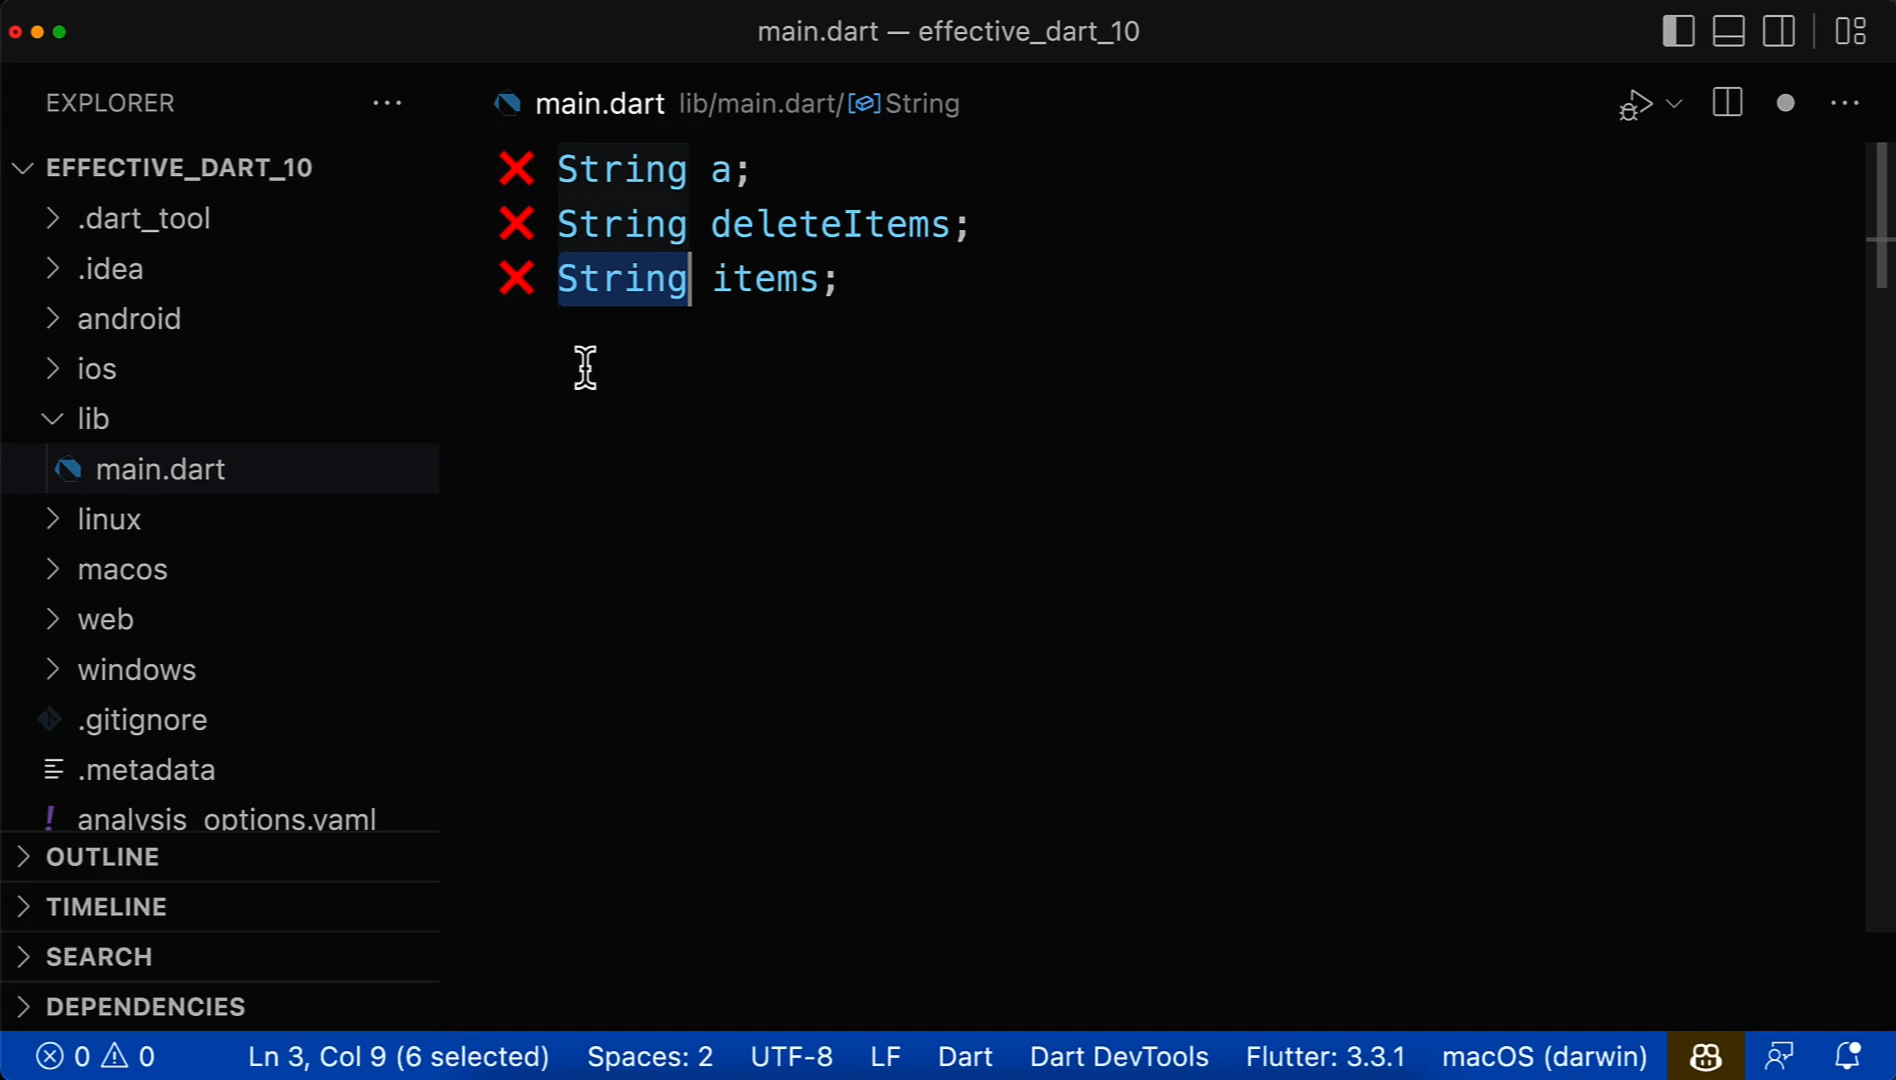 main.dart — effective_dart_10
EXPLORER
EFFECTIVE_DART_10
.dart_tool
.idea
android
ios
lib
main.dart
linux
macos
web
windows
.gitignore
.metadata
analysis_options.yaml
OUTLINE
TIMELINE
SEARCH
DEPENDENCIES
main.dart lib/main.dart/String
❌ String a;
❌ String deleteItems;
❌ String items;
0 0 Ln 3, Col 9 (6 selected) Spaces: 2 UTF-8 LF Dart Dart DevTools Flutter: 3.3.1 macOS (darwin)